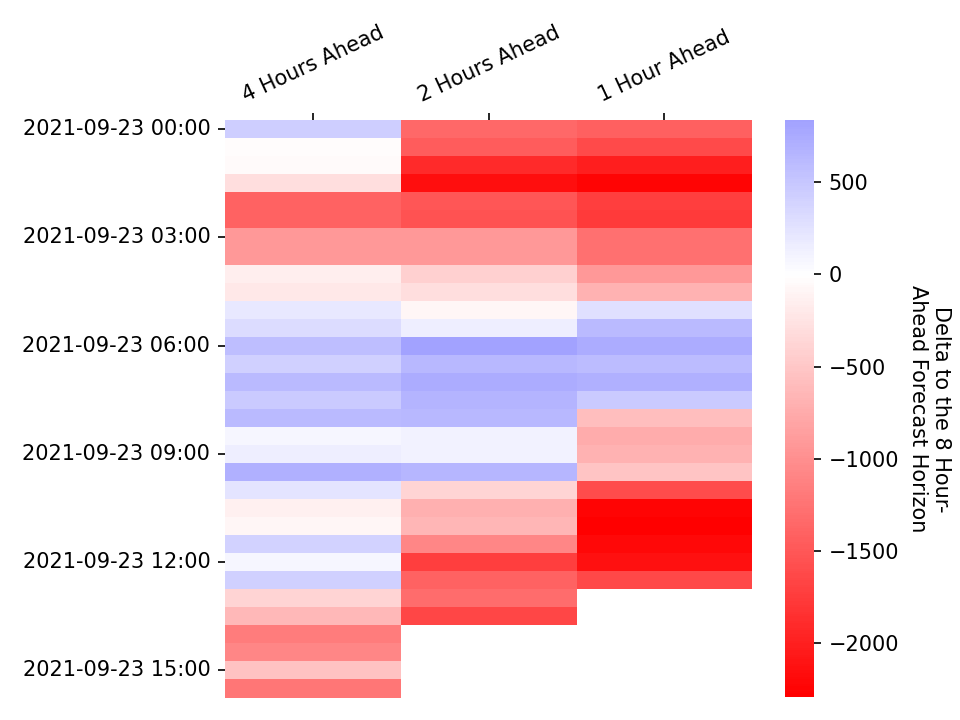 4 Hours Ahead
2 Hours Ahead
1 Hour Ahead
2021-09-23 00:00
2021-09-23 03:00
2021-09-23 06:00
2021-09-23 09:00
2021-09-23 12:00
2021-09-23 15:00
500
0
−500
−1000
−1500
−2000
Delta to the 8 Hour-
Ahead Forecast Horizon